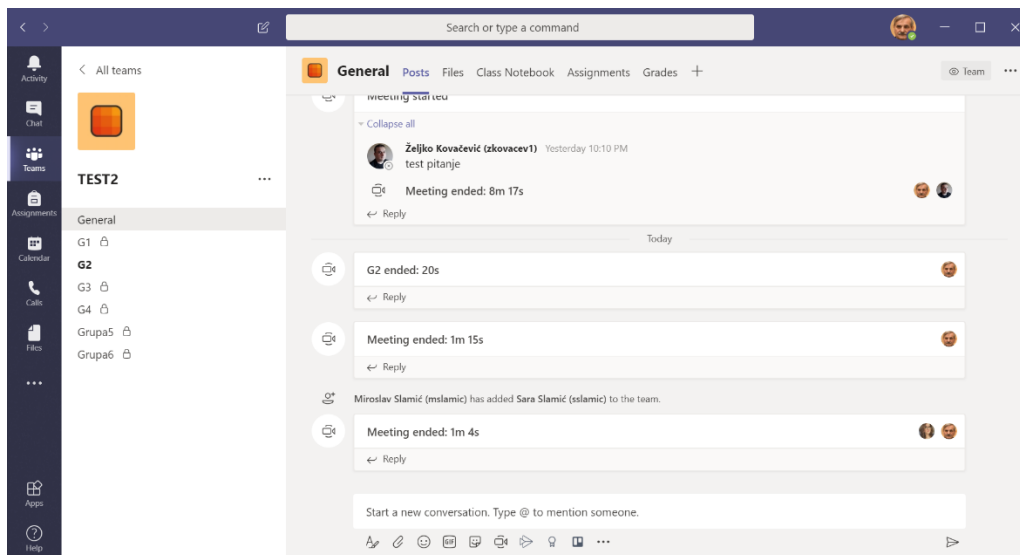 Search or type a command
Activity
Chat
Teams
Assignments
Calendar
Calls
Files
Apps
Help
All teams
TEST2
General
G1
G2
G3
G4
Grupa5
Grupa6
General Posts Files Class Notebook Assignments Grades
Team
Meeting started
Collapse all
Željko Kovačević (zkovacev1) Yesterday 10:10 PM
test pitanje
Meeting ended: 8m 17s
Reply
Today
G2 ended: 20s
Reply
Meeting ended: 1m 15s
Reply
Miroslav Slamić (mslamic) has added Sara Slamić (sslamic) to the team.
Meeting ended: 1m 4s
Reply
Start a new conversation. Type @ to mention someone.
GIF